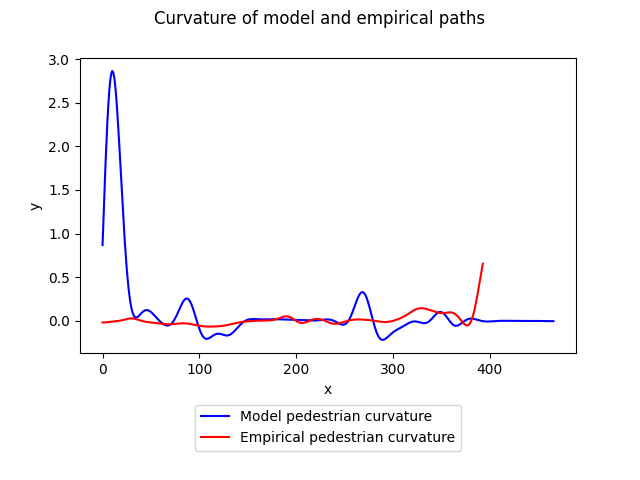 Curvature of model and empirical paths
3.0
2.5
2.0
1.5
1.0
0.5
0.0
y
0 100 200 300 400
x
Model pedestrian curvature
Empirical pedestrian curvature